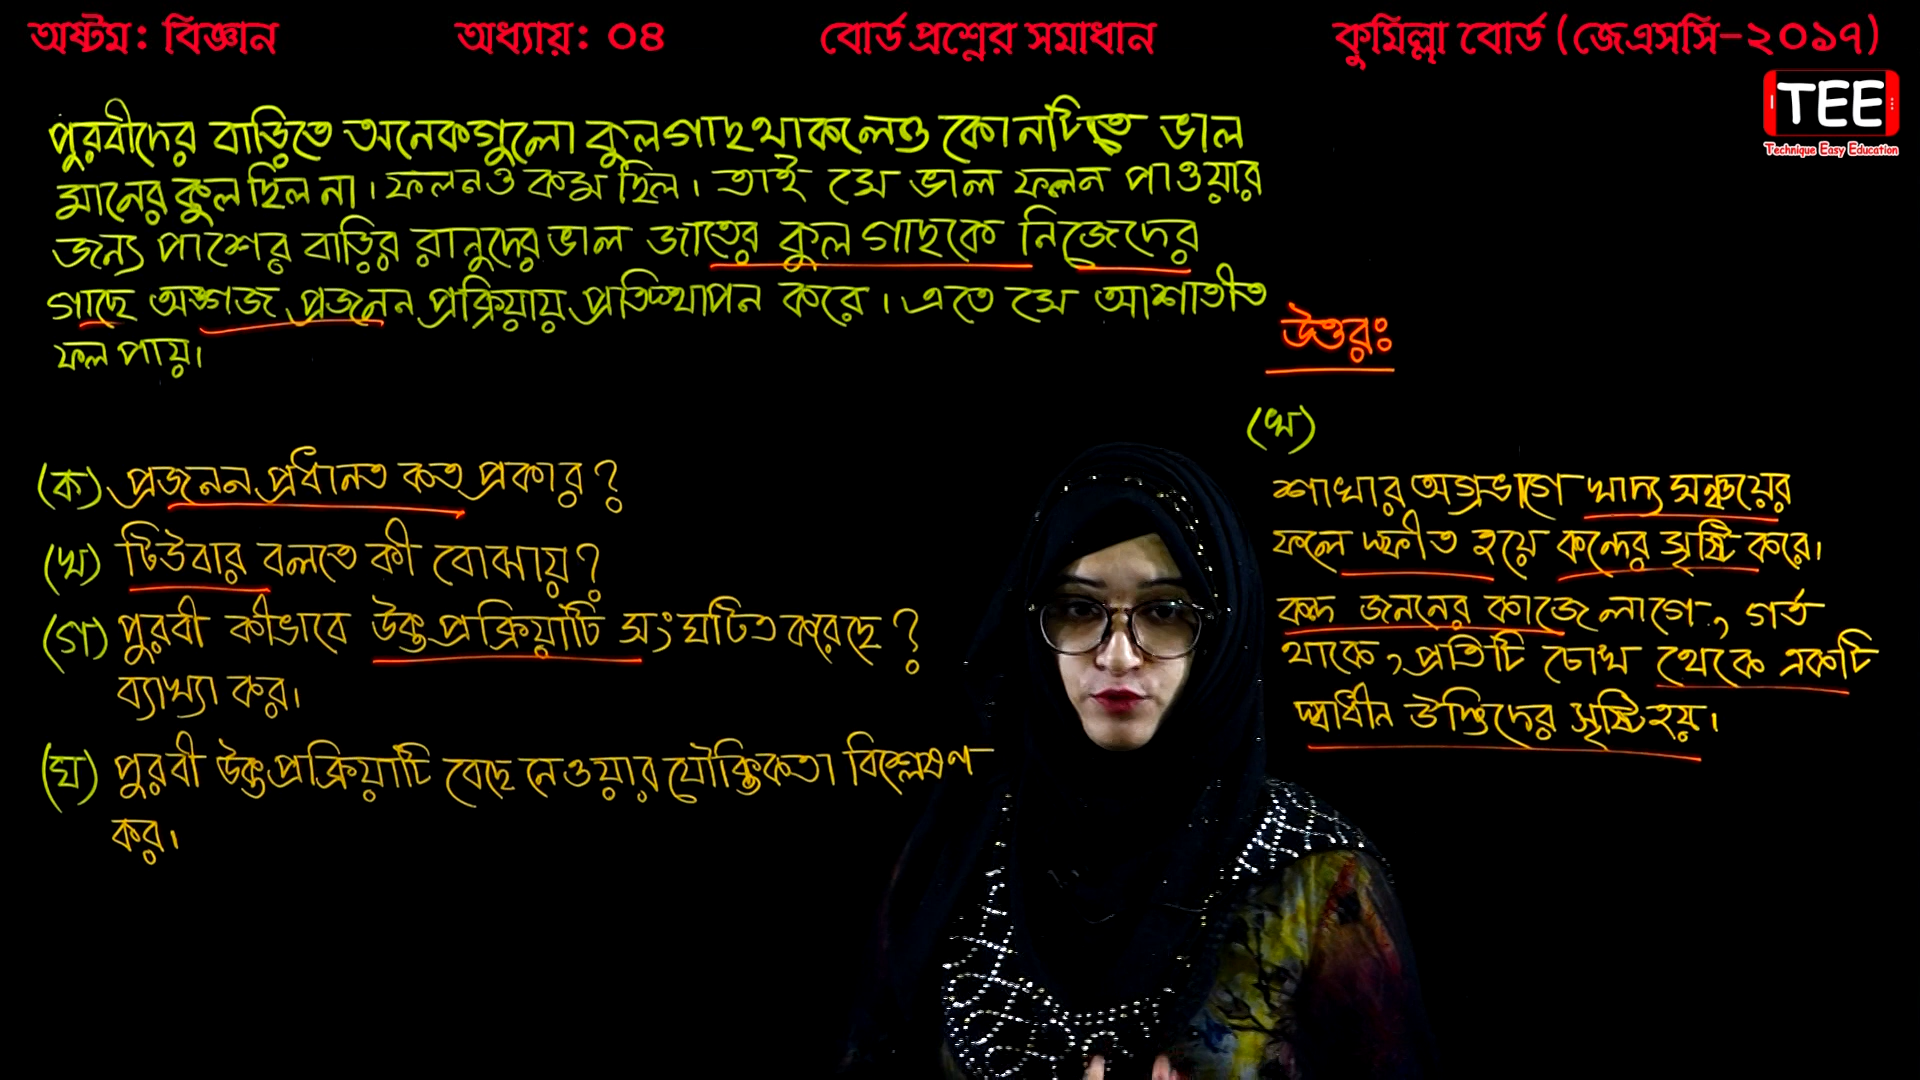 অষ্টম: বিজ্ঞান অধ্যায়: ০৪ বোর্ড প্রশ্নের সমাধান কুমিল্লা বোর্ড (জেএসসি-২০১৭)
TEE
Technique Easy Education
পুরবীদের বাড়িতে অনেকগুলো কুলগাছ থাকলেও কোনটিতে ভাল
মানের কুল ছিল না। ফলনও কম ছিল। তাই সে ভাল ফলন পাওয়ার
জন্য পাশের বাড়ির রানুদের ভাল জাতের কুল গাছকে নিজেদের
গাছে অঙ্গজ প্রজনন প্রক্রিয়ায় প্রতিস্থাপন করে। এতে সে আশাতীত
ফল পায়।
(ক) প্রজনন প্রধানত কত প্রকার?
(খ) টিউবার বলতে কী বোঝায়?
(গ) পুরবী কীভাবে উক্ত প্রক্রিয়াটি সংঘটিত করেছে?
ব্যাখ্যা কর।
(ঘ) পুরবী উক্ত প্রক্রিয়াটি বেছে নেওয়ার যৌক্তিকতা বিশ্লেষণ
কর।
উত্তরঃ
(খ)
শাখার অগ্রভাগে খাদ্য সঞ্চয়ের
ফলে স্ফীত হয়ে কন্দের সৃষ্টি করে।
কন্দ জননের কাজে লাগে, গর্ত
থাকে, প্রতিটি চোখ থেকে একটি
স্বাধীন উদ্ভিদের সৃষ্টি হয়।